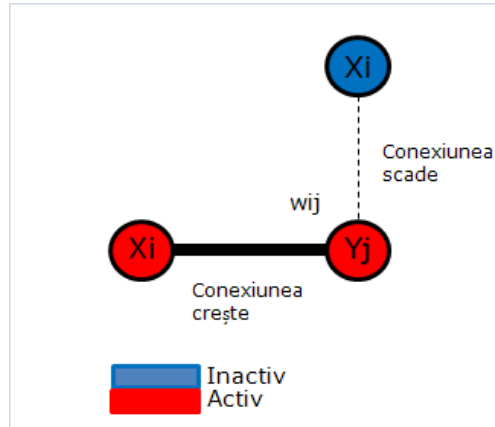 Xi
Conexiunea
scade
wij
Xi
Yj
Conexiunea
crește
Inactiv
Activ